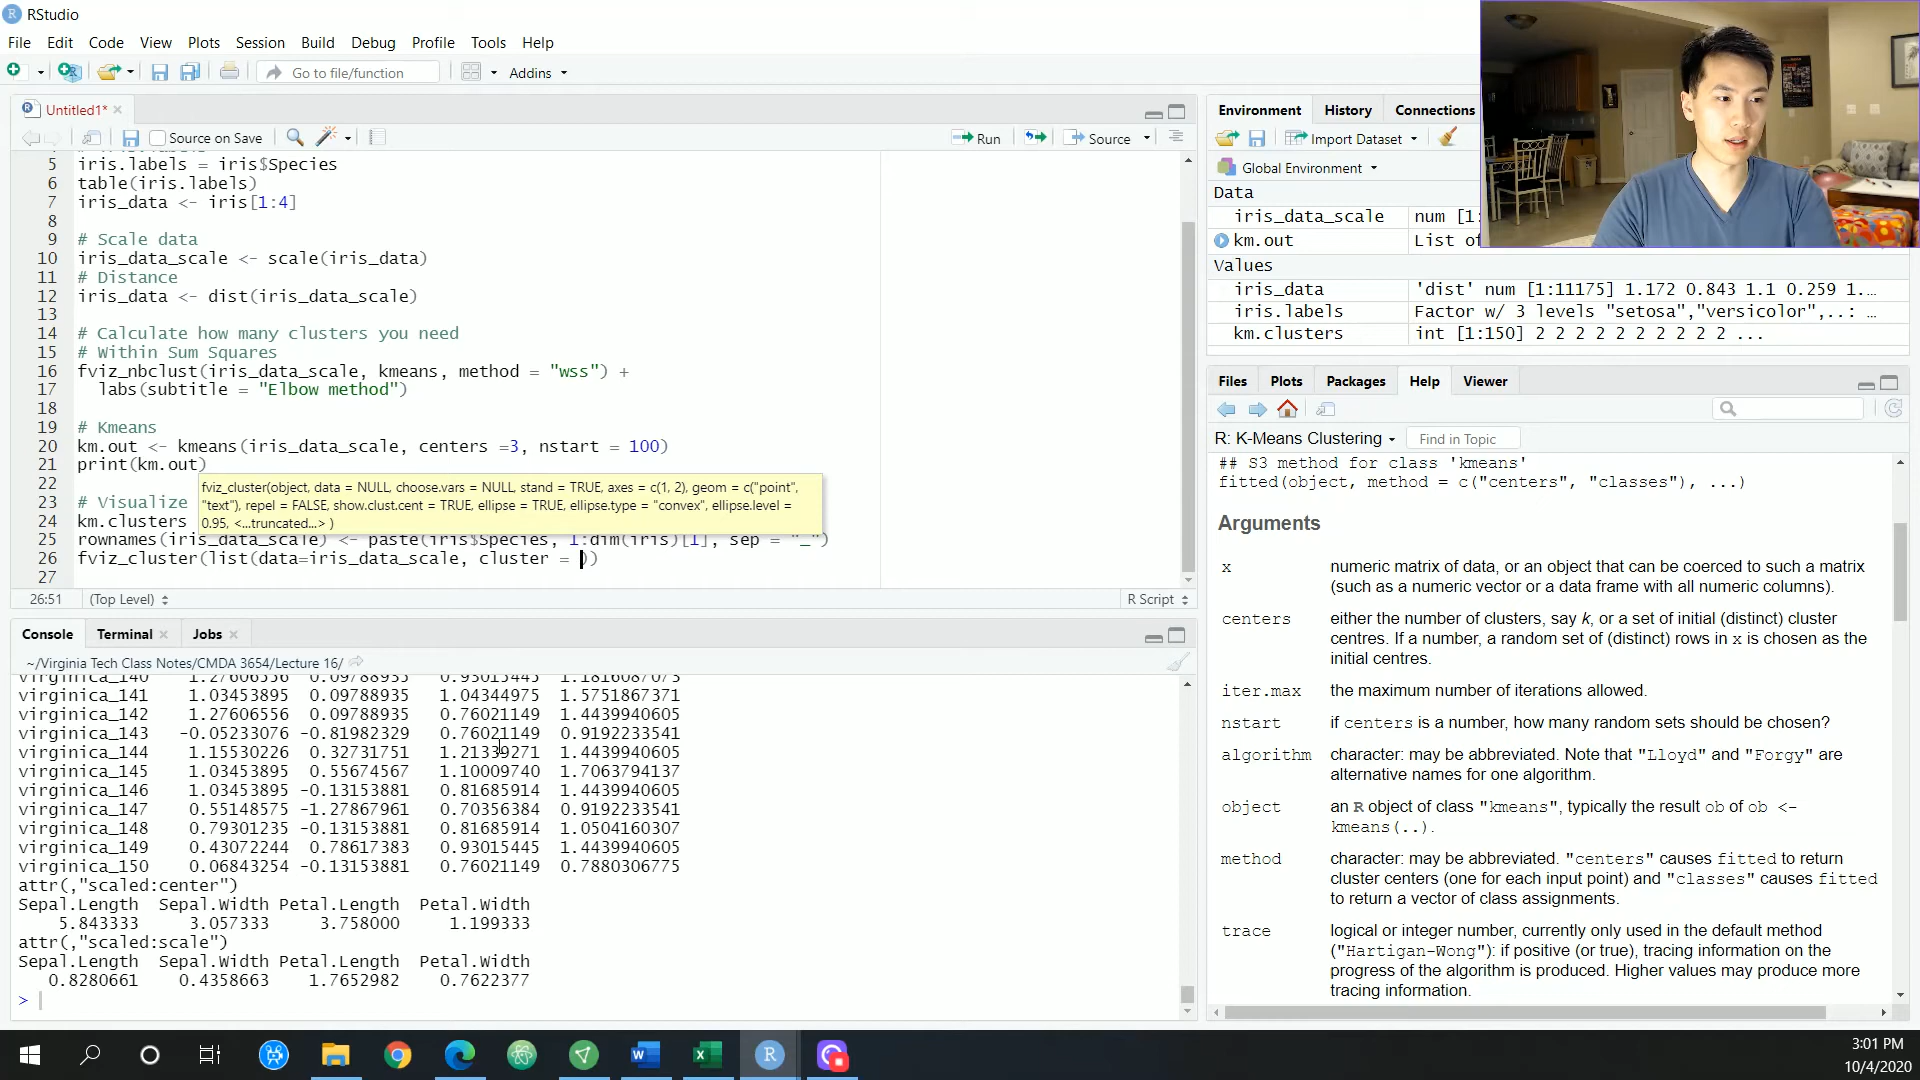 RStudio
File Edit Code View Plots Session Build Debug Profile Tools Help
Go to file/function Addins
Untitled1*
Source on Save Run Source
5 iris.labels = iris$Species
6 table(iris.labels)
7 iris_data <- iris[1:4]
8
9 # Scale data
10 iris_data_scale <- scale(iris_data)
11 # Distance
12 iris_data <- dist(iris_data_scale)
13
14 # Calculate how many clusters you need
15 # Within Sum Squares
16 fviz_nbclust(iris_data_scale, kmeans, method = "wss") +
17 labs(subtitle = "Elbow method")
18
19 # Kmeans
20 km.out <- kmeans(iris_data_scale, centers =3, nstart = 100)
21 print(km.out)
22
fviz_cluster(object, data = NULL, choose.vars = NULL, stand = TRUE, axes = c(1, 2), geom = c("point",
"text"), repel = FALSE, show.clust.cent = TRUE, ellipse = TRUE, ellipse.type = "convex", ellipse.level =
0.95, <...truncated...> )
23 # Visualize
24 km.clusters
25 rownames(iris_data_scale) <- paste(iris$Species, 1:dim(iris)[1], sep = "_")
26 fviz_cluster(list(data=iris_data_scale, cluster = ))
27
26:51 (Top Level) R Script
Console Terminal Jobs
~/Virginia Tech Class Notes/CMDA 3654/Lecture 16/
virginica_140 1.27606556 0.09788935 0.93015445 1.1816087073
virginica_141 1.03453895 0.09788935 1.04344975 1.5751867371
virginica_142 1.27606556 0.09788935 0.76021149 1.4439940605
virginica_143 -0.05233076 -0.81982329 0.76021149 0.9192233541
virginica_144 1.15530226 0.32731751 1.21339271 1.4439940605
virginica_145 1.03453895 0.55674567 1.10009740 1.7063794137
virginica_146 1.03453895 -0.13153881 0.81685914 1.4439940605
virginica_147 0.55148575 -1.27867961 0.70356384 0.9192233541
virginica_148 0.79301235 -0.13153881 0.81685914 1.0504160307
virginica_149 0.43072244 0.78617383 0.93015445 1.4439940605
virginica_150 0.06843254 -0.13153881 0.76021149 0.7880306775
attr(,"scaled:center")
Sepal.Length Sepal.Width Petal.Length Petal.Width
5.843333 3.057333 3.758000 1.199333
attr(,"scaled:scale")
Sepal.Length Sepal.Width Petal.Length Petal.Width
0.8280661 0.4358663 1.7652982 0.7622377
>
Environment History Connections
Import Dataset
Global Environment
Data
iris_data_scale num [1:
km.out List of
Values
iris_data 'dist' num [1:11175] 1.172 0.843 1.1 0.259 1.…
iris.labels Factor w/ 3 levels "setosa","versicolor",..: …
km.clusters int [1:150] 2 2 2 2 2 2 2 2 2 2 ...
Files Plots Packages Help Viewer
R: K-Means Clustering Find in Topic
## S3 method for class 'kmeans'
fitted(object, method = c("centers", "classes"), ...)
Arguments
x numeric matrix of data, or an object that can be coerced to such a matrix
(such as a numeric vector or a data frame with all numeric columns).
centers either the number of clusters, say k, or a set of initial (distinct) cluster
centres. If a number, a random set of (distinct) rows in x is chosen as the
initial centres.
iter.max the maximum number of iterations allowed.
nstart if centers is a number, how many random sets should be chosen?
algorithm character: may be abbreviated. Note that "Lloyd" and "Forgy" are
alternative names for one algorithm.
object an R object of class "kmeans", typically the result ob of ob <-
kmeans(..).
method character: may be abbreviated. "centers" causes fitted to return
cluster centers (one for each input point) and "classes" causes fitted
to return a vector of class assignments.
trace logical or integer number, currently only used in the default method
("Hartigan-Wong"): if positive (or true), tracing information on the
progress of the algorithm is produced. Higher values may produce more
tracing information.
3:01 PM
10/4/2020